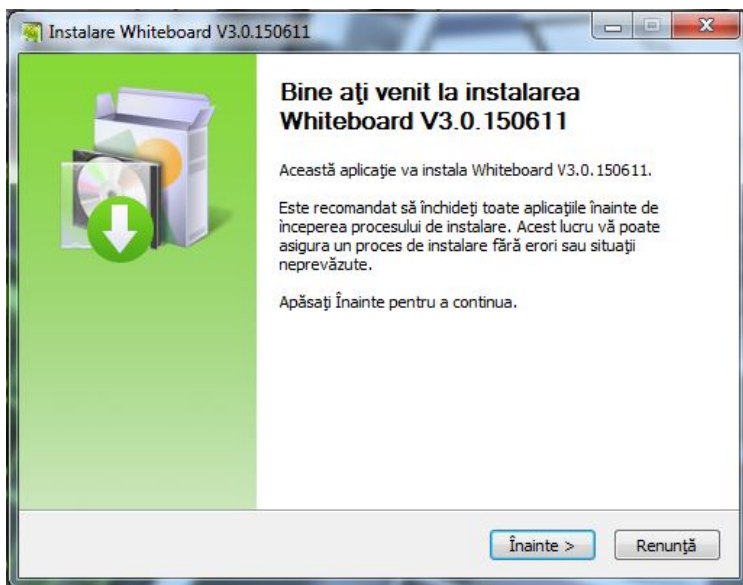 Instalare Whiteboard V3.0.150611
Bine aţi venit la instalarea
Whiteboard V3.0.150611
Această aplicaţie va instala Whiteboard V3.0.150611.
Este recomandat să închideţi toate aplicaţiile înainte de
începerea procesului de instalare. Acest lucru vă poate
asigura un proces de instalare fără erori sau situaţii
neprevăzute.
Apăsaţi Înainte pentru a continua.
Înainte >
Renunţă